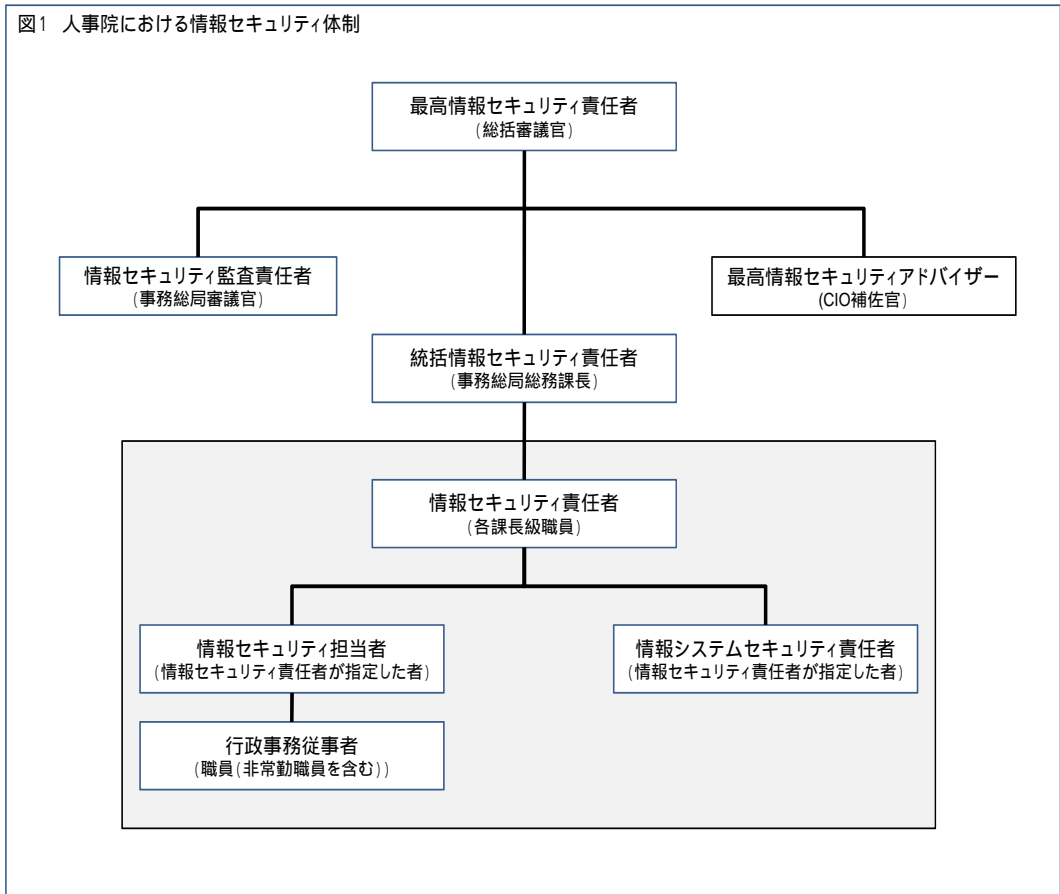 図1 人事院における情報セキュリティ体制
最高情報セキュリティ責任者
(総括審議官)
情報セキュリティ監査責任者
(事務総局審議官)
最高情報セキュリティアドバイザー
(CIO補佐官)
統括情報セキュリティ責任者
(事務総局総務課長)
情報セキュリティ責任者
(各課長級職員)
情報セキュリティ担当者
(情報セキュリティ責任者が指定した者)
情報システムセキュリティ責任者
(情報セキュリティ責任者が指定した者)
行政事務従事者
(職員(非常勤職員を含む))